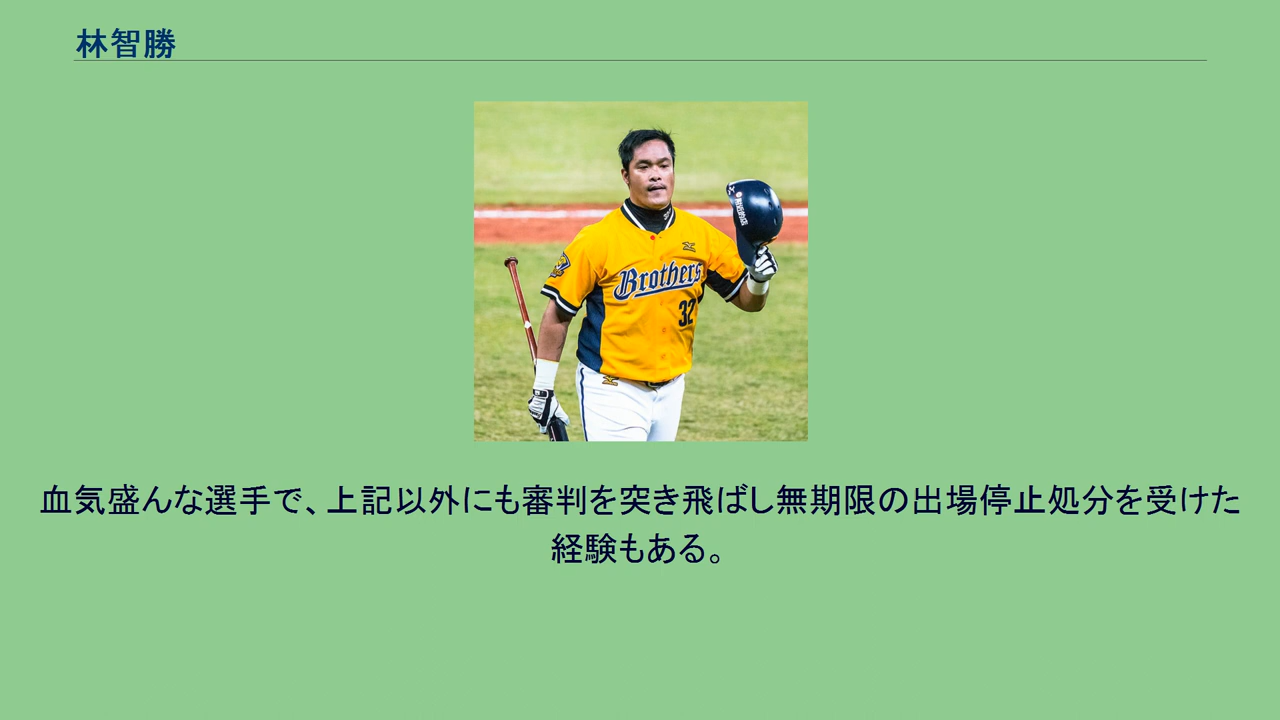 林智勝
Brothers
32
血気盛んな選手で、上記以外にも審判を突き飛ばし無期限の出場停止処分を受けた
経験もある。